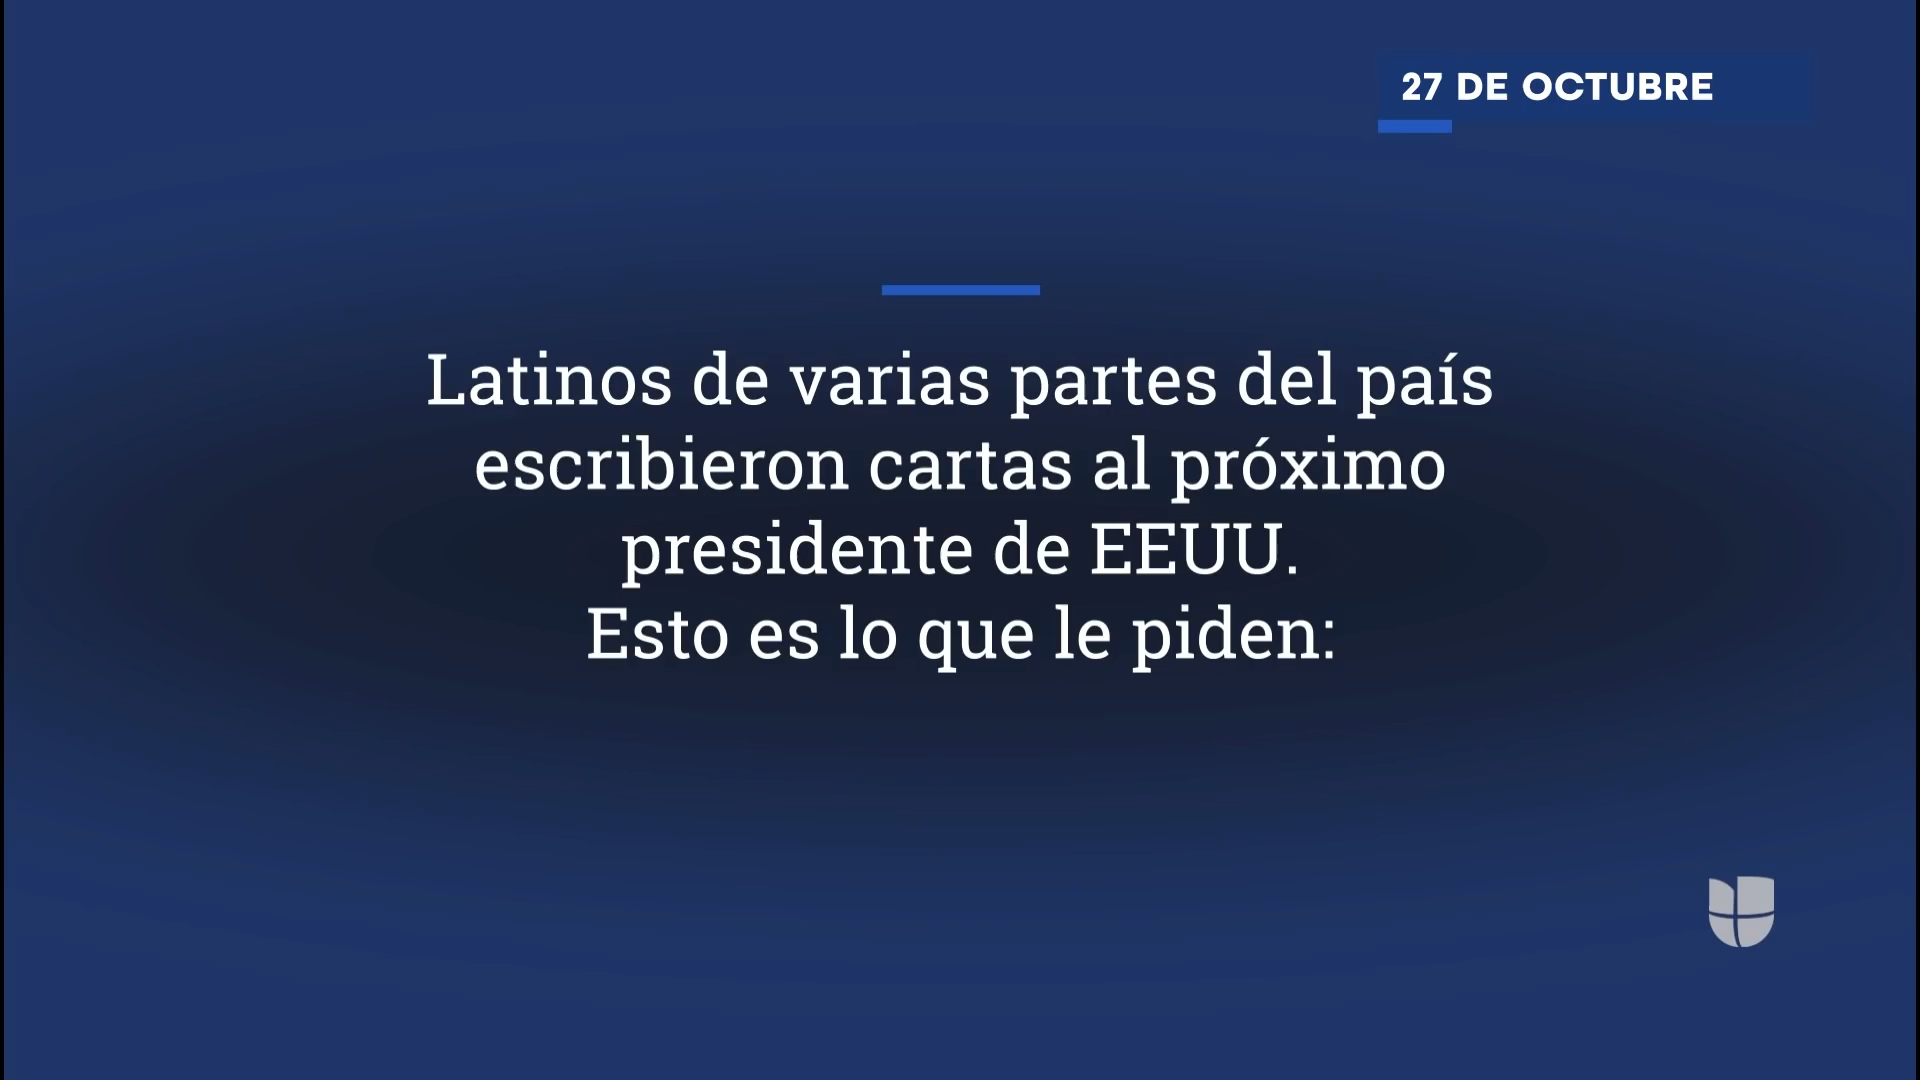 27 DE OCTUBRE
Latinos de varias partes del país
escribieron cartas al próximo
presidente de EEUU.
Esto es lo que le piden: